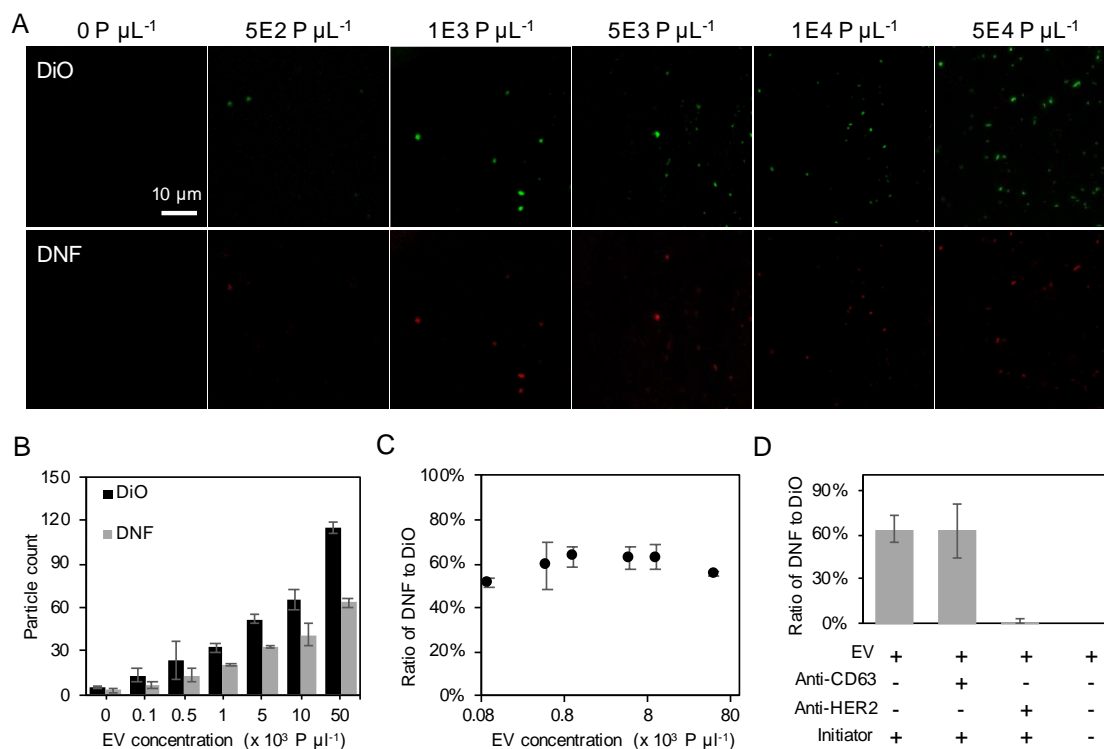 A
0 P µL⁻¹ 5E2 P µL⁻¹ 1E3 P µL⁻¹ 5E3 P µL⁻¹ 1E4 P µL⁻¹ 5E4 P µL⁻¹
DiO
10 µm
DNF
B
Particle count
150
120
90
60
30
0
DiO
DNF
0 0.1 0.5 1 5 10 50
EV concentration (x 10³ P µl⁻¹)
C
Ratio of DNF to DiO
100%
80%
60%
40%
20%
0%
0.08 0.8 8 80
EV concentration (x 10³ P µl⁻¹)
D
Ratio of DNF to DiO
90%
60%
30%
0%
EV + + + +
Anti-CD63 - + - -
Anti-HER2 - - + -
Initiator + + + -